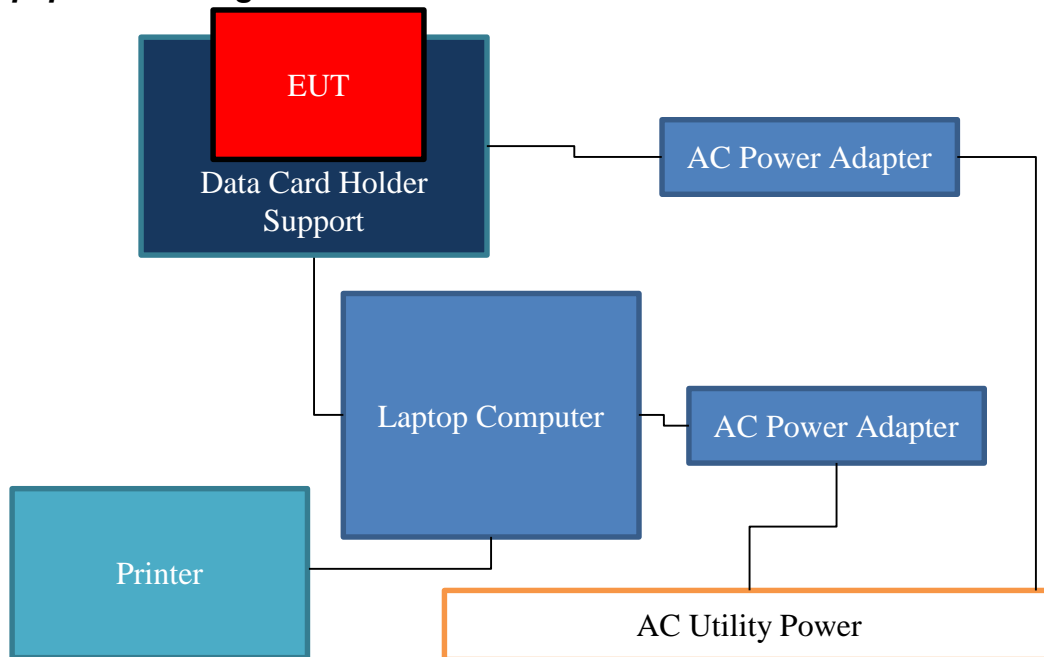 EUT
AC Power Adapter
Data Card Holder
Support
Laptop Computer
AC Power Adapter
Printer
AC Utility Power